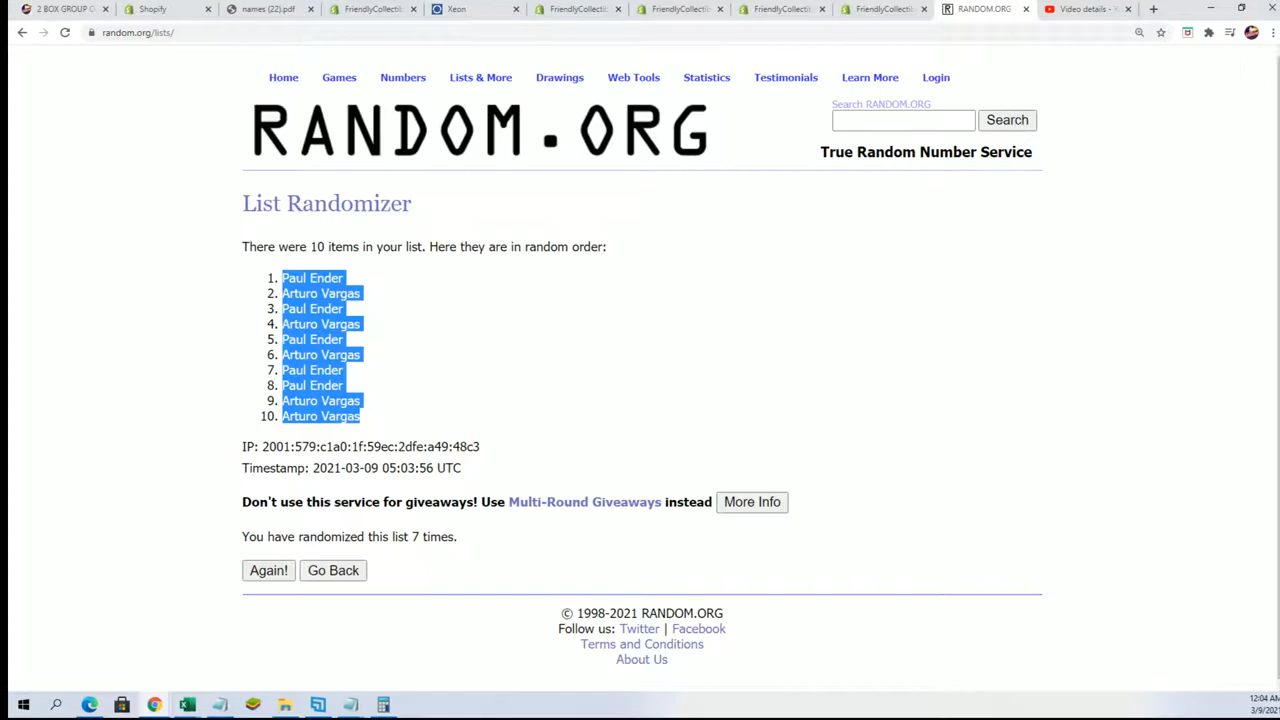 2 BOX GROUP O
Shopify
names (22).pdf
FriendlyCollectib
Xeon
FriendlyCollectib
FriendlyCollectib
FriendlyCollectib
FriendlyCollectib
RANDOM.ORG
Video details - Y
random.org/lists/
Home Games Numbers Lists & More Drawings Web Tools Statistics Testimonials Learn More Login
RANDOM.ORG
Search RANDOM.ORG
Search
True Random Number Service
List Randomizer
There were 10 items in your list. Here they are in random order:
1. Paul Ender
2. Arturo Vargas
3. Paul Ender
4. Arturo Vargas
5. Paul Ender
6. Arturo Vargas
7. Paul Ender
8. Paul Ender
9. Arturo Vargas
10. Arturo Vargas
IP: 2001:579:c1a0:1f:59ec:2dfe:a49:48c3
Timestamp: 2021-03-09 05:03:56 UTC
Don't use this service for giveaways! Use Multi-Round Giveaways instead More Info
You have randomized this list 7 times.
Again! Go Back
© 1998-2021 RANDOM.ORG
Follow us: Twitter | Facebook
Terms and Conditions
About Us
12:04 AM
3/9/2021